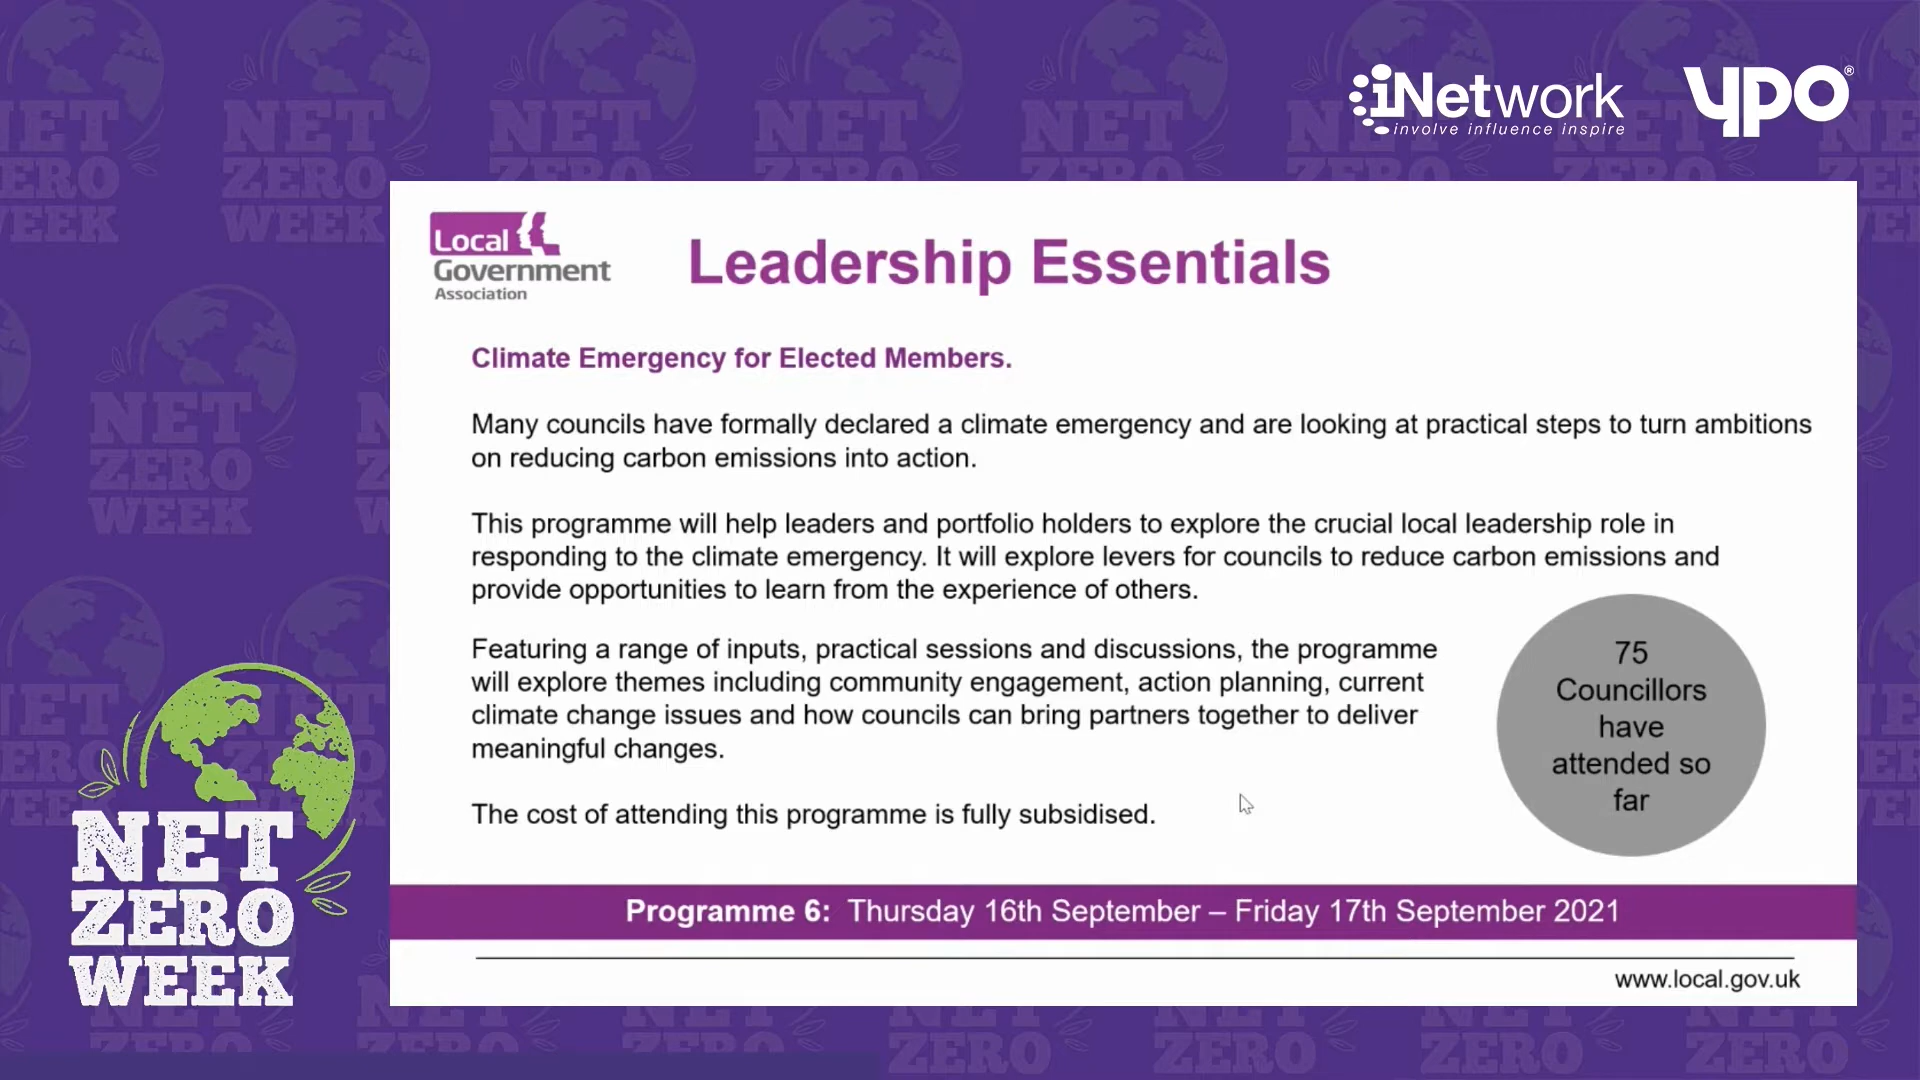 iNetwork
involve influence inspire
ypo®
Local
Government
Association
Leadership Essentials
Climate Emergency for Elected Members.
Many councils have formally declared a climate emergency and are looking at practical steps to turn ambitions
on reducing carbon emissions into action.
This programme will help leaders and portfolio holders to explore the crucial local leadership role in
responding to the climate emergency. It will explore levers for councils to reduce carbon emissions and
provide opportunities to learn from the experience of others.
Featuring a range of inputs, practical sessions and discussions, the programme
will explore themes including community engagement, action planning, current
climate change issues and how councils can bring partners together to deliver
meaningful changes.
The cost of attending this programme is fully subsidised.
75
Councillors
have
attended so
far
Programme 6: Thursday 16th September – Friday 17th September 2021
www.local.gov.uk
NET
ZERO
WEEK